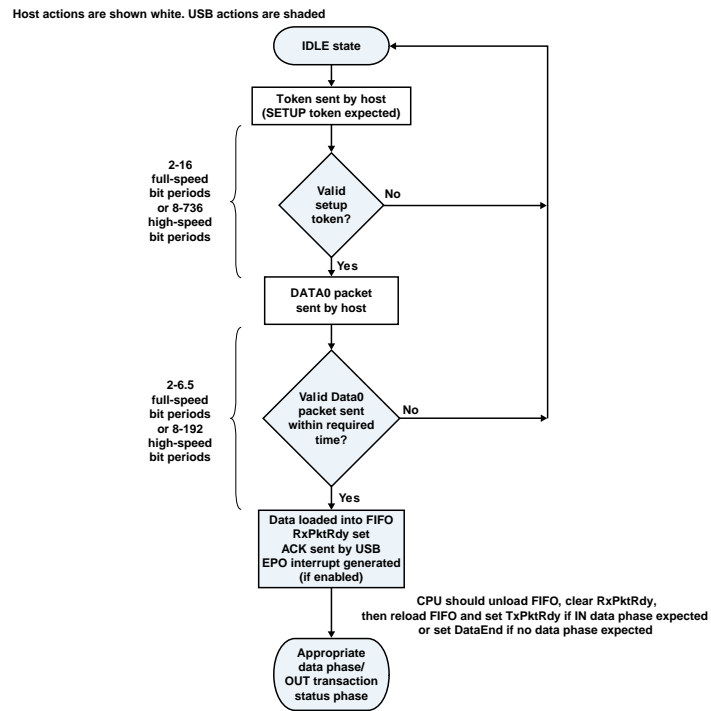 Host actions are shown white. USB actions are shaded
IDLE state
Token sent by host
(SETUP token expected)
2-16
full-speed
bit periods
or 8-736
high-speed
bit periods
Valid
setup
token?
No
Yes
DATA0 packet
sent by host
2-6.5
full-speed
bit periods
or 8-192
high-speed
bit periods
Valid Data0
packet sent
within required
time?
No
Yes
Data loaded into FIFO
RxPktRdy set
ACK sent by USB
EPO interrupt generated
(if enabled)
CPU should unload FIFO, clear RxPktRdy,
then reload FIFO and set TxPktRdy if IN data phase expected
or set DataEnd if no data phase expected
Appropriate
data phase/
OUT transaction
status phase